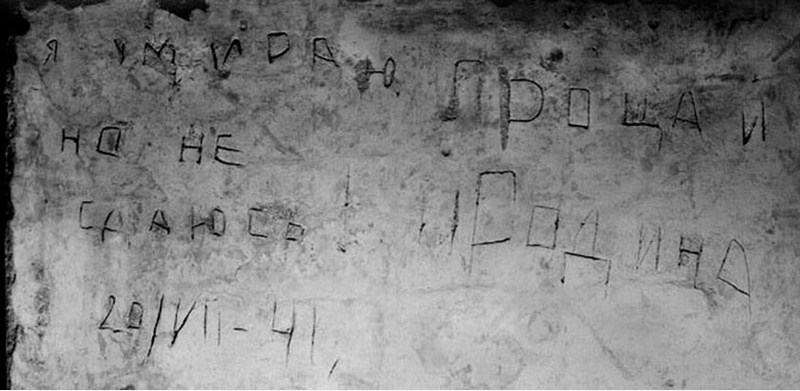 Я УМИРАЮ,
НО НЕ
СДАЮСЬ!
ПРОЩАЙ
РОДИНА
20/VII-41,